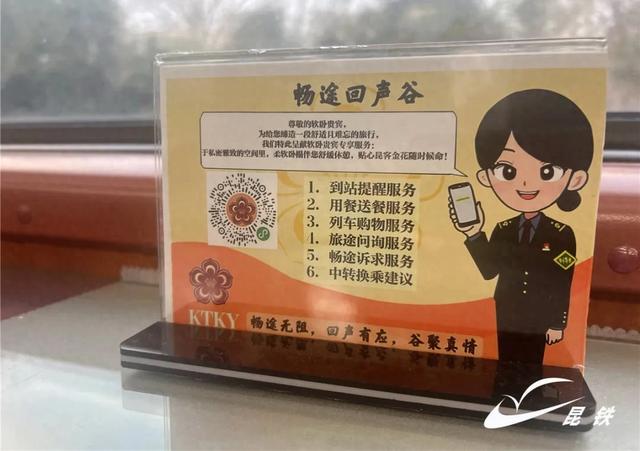 畅途回声谷
尊敬的软卧贵宾,
为给您缔造一段舒适且难忘的旅行,
我们特此呈献软卧贵宾专享服务:
于私密雅致的空间里,柔软卧榻伴您舒缓休憩,贴心昆客金花随时候命!
1. 到站提醒服务
2. 用餐送餐服务
3. 列车购物服务
4. 旅途问询服务
5. 畅途诉求服务
6. 中转换乘建议
KTKY
畅途无阻,回声有应,谷聚真情
昆铁